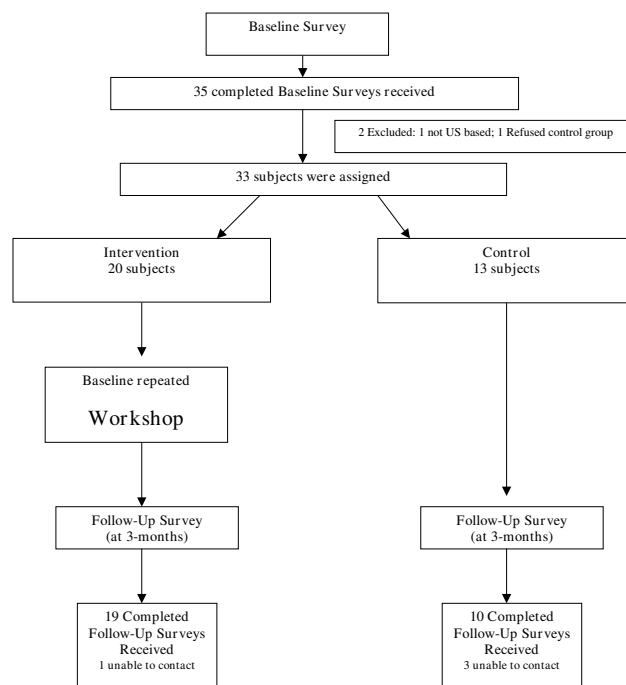 Baseline Survey
35 completed Baseline Surveys received
2 Excluded: 1 not US based; 1 Refused control group
33 subjects were assigned
Intervention
20 subjects
Control
13 subjects
Baseline repeated
Workshop
Follow-Up Survey
(at 3-months)
Follow-Up Survey
(at 3-months)
19 Completed
Follow-Up Surveys
Received
1 unable to contact
10 Completed
Follow-Up Surveys
Received
3 unable to contact